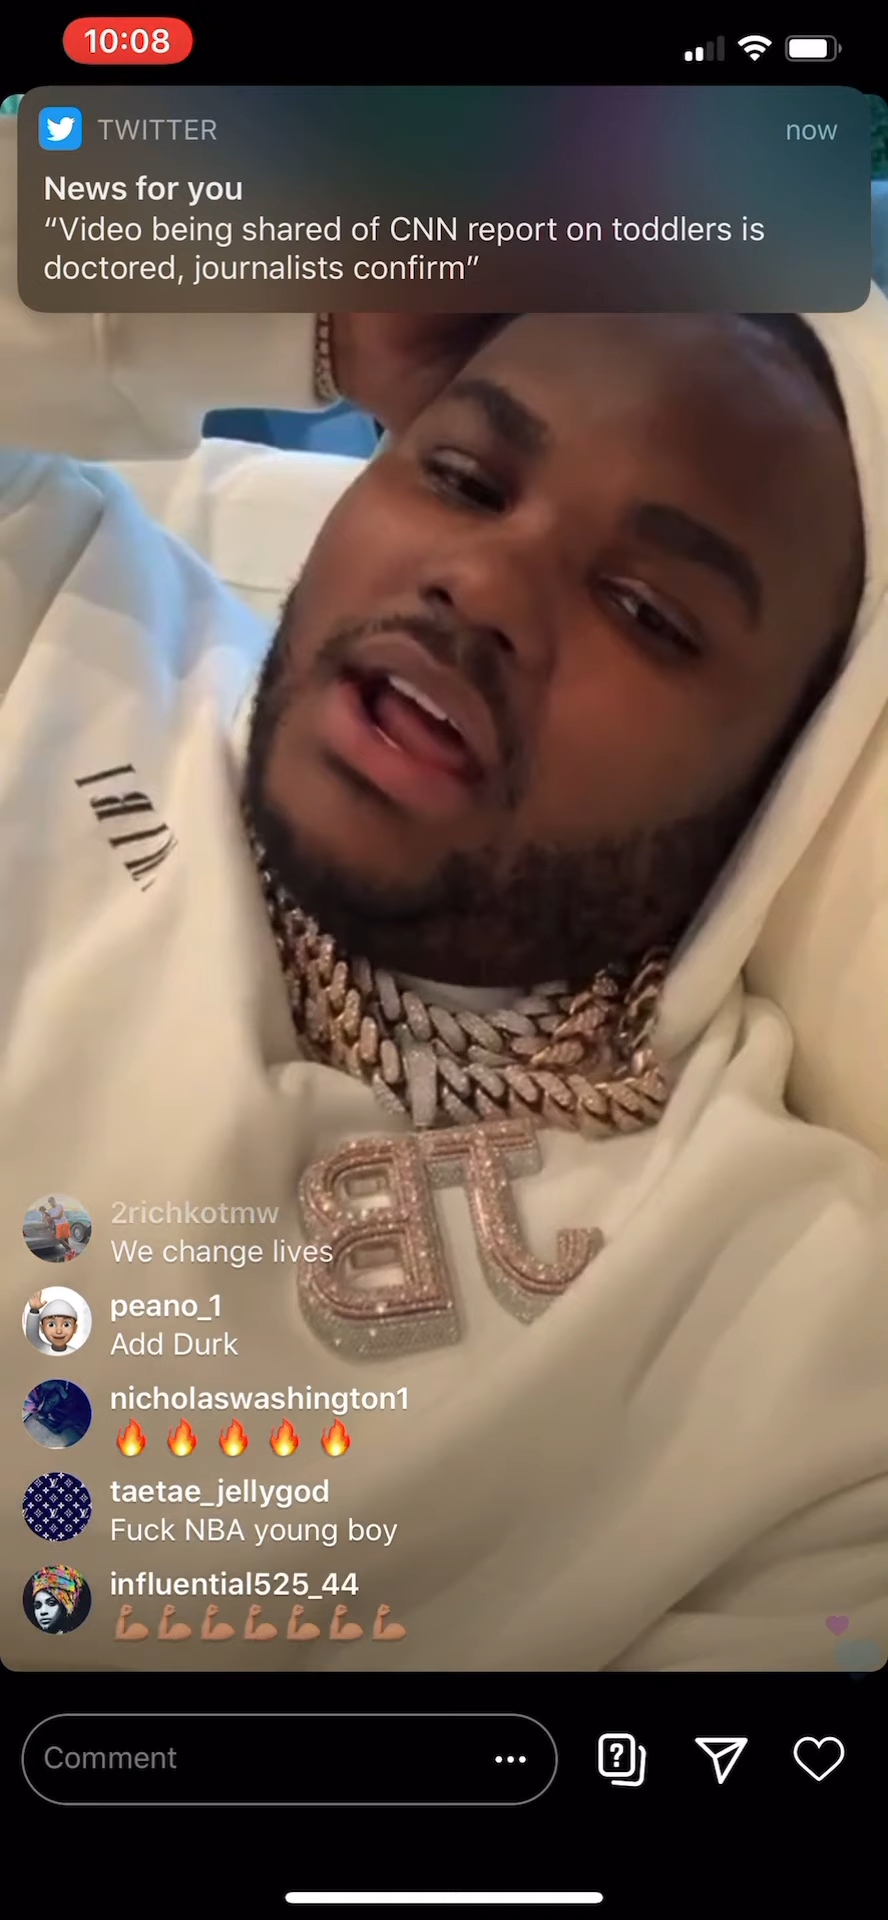 10:08
TWITTER
now
News for you
“Video being shared of CNN report on toddlers is
doctored, journalists confirm”
2richkotmw
We change lives
peano_1
Add Durk
nicholaswashington1
🔥 🔥 🔥 🔥 🔥
taetae_jellygod
Fuck NBA young boy
influential525_44
💪🏽💪🏽💪🏽💪🏽💪🏽💪🏽💪🏽
Comment